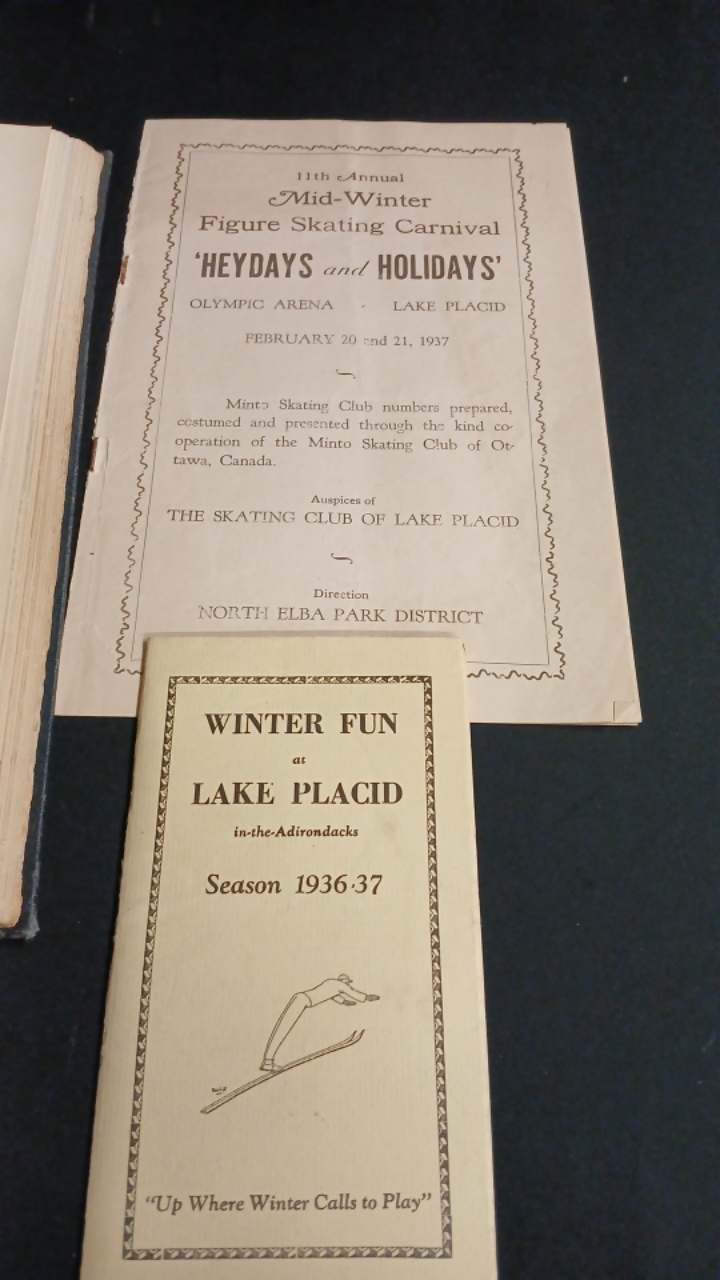 11th Annual
Mid-Winter
Figure Skating Carnival
'HEYDAYS and HOLIDAYS'
OLYMPIC ARENA - LAKE PLACID
FEBRUARY 20 and 21, 1937
Minto Skating Club numbers prepared,
costumed and presented through the kind co-
operation of the Minto Skating Club of Ot-
tawa, Canada.
Auspices of
THE SKATING CLUB OF LAKE PLACID
Direction
NORTH ELBA PARK DISTRICT
WINTER FUN
at
LAKE PLACID
in-the-Adirondacks
Season 1936-37
"Up Where Winter Calls to Play"